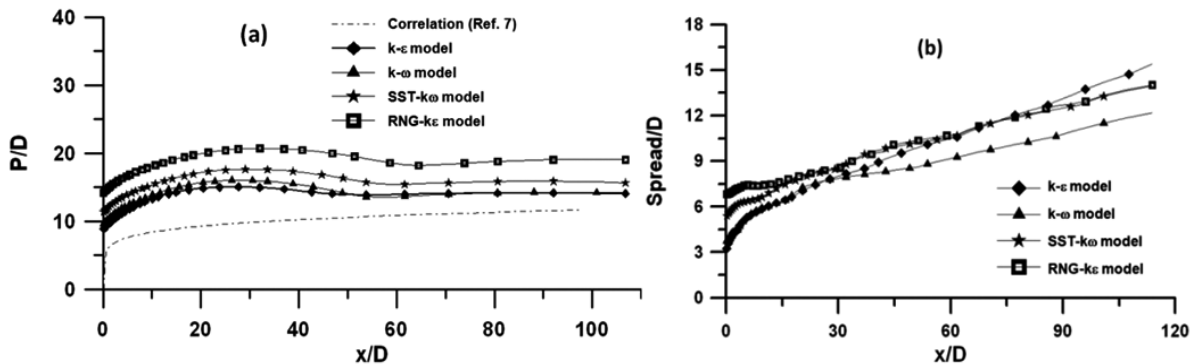 (a)
Correlation (Ref. 7)
k-ε model
k-ω model
SST-kω model
RNG-kε model
P/D
40
30
20
10
0
0 20 40 60 80 100
x/D
(b)
Spread/D
18
15
12
9
6
3
0
k-ε model
k-ω model
SST-kω model
RNG-kε model
0 30 60 90 120
x/D